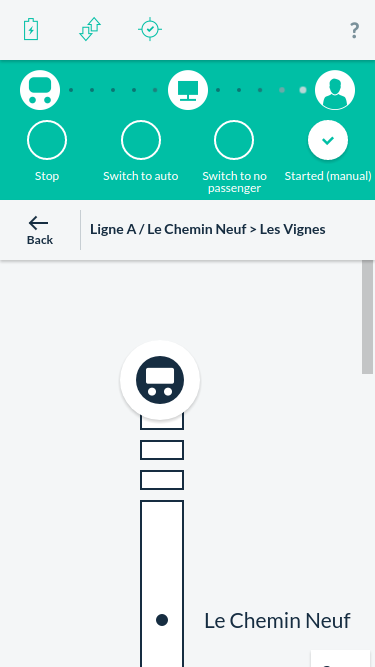 ?
Stop
Switch to auto
Switch to no
passenger
Started (manual)
Back
Ligne A / Le Chemin Neuf > Les Vignes
Le Chemin Neuf